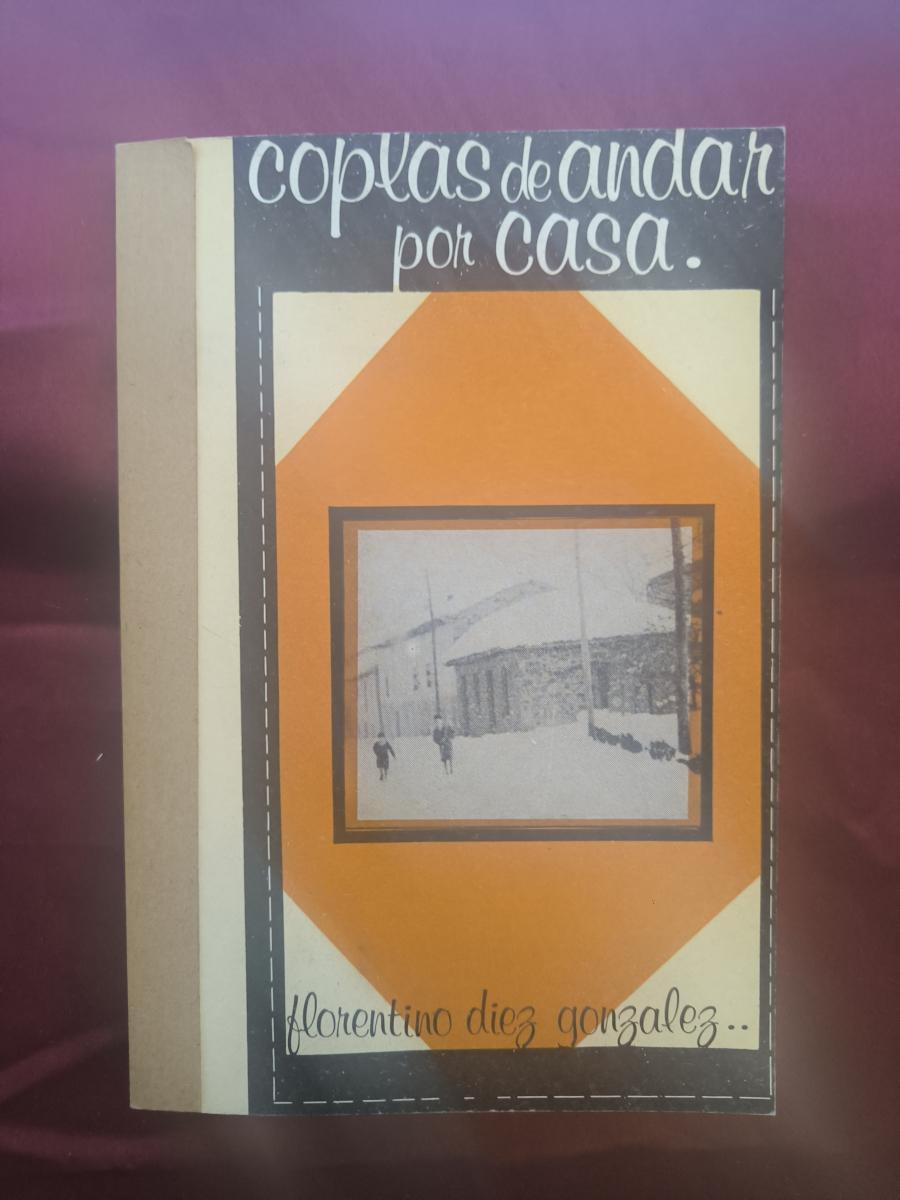 coplas de andar
por casa.
florentino diez gonzalez..